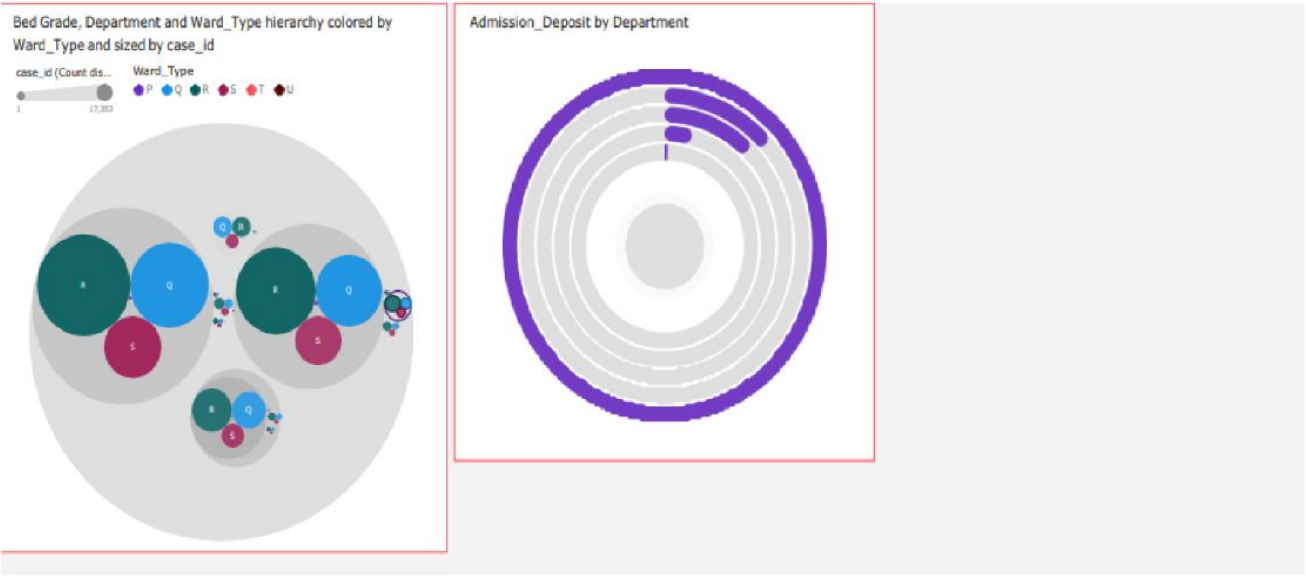 Bed Grade, Department and Ward_Type hierarchy colored by
Ward_Type and sized by case_id
case_id (Count dis...
1 17,353
Ward_Type
P Q R S T U
Q R
R Q
S
R Q
S
R Q
S
Admission_Deposit by Department